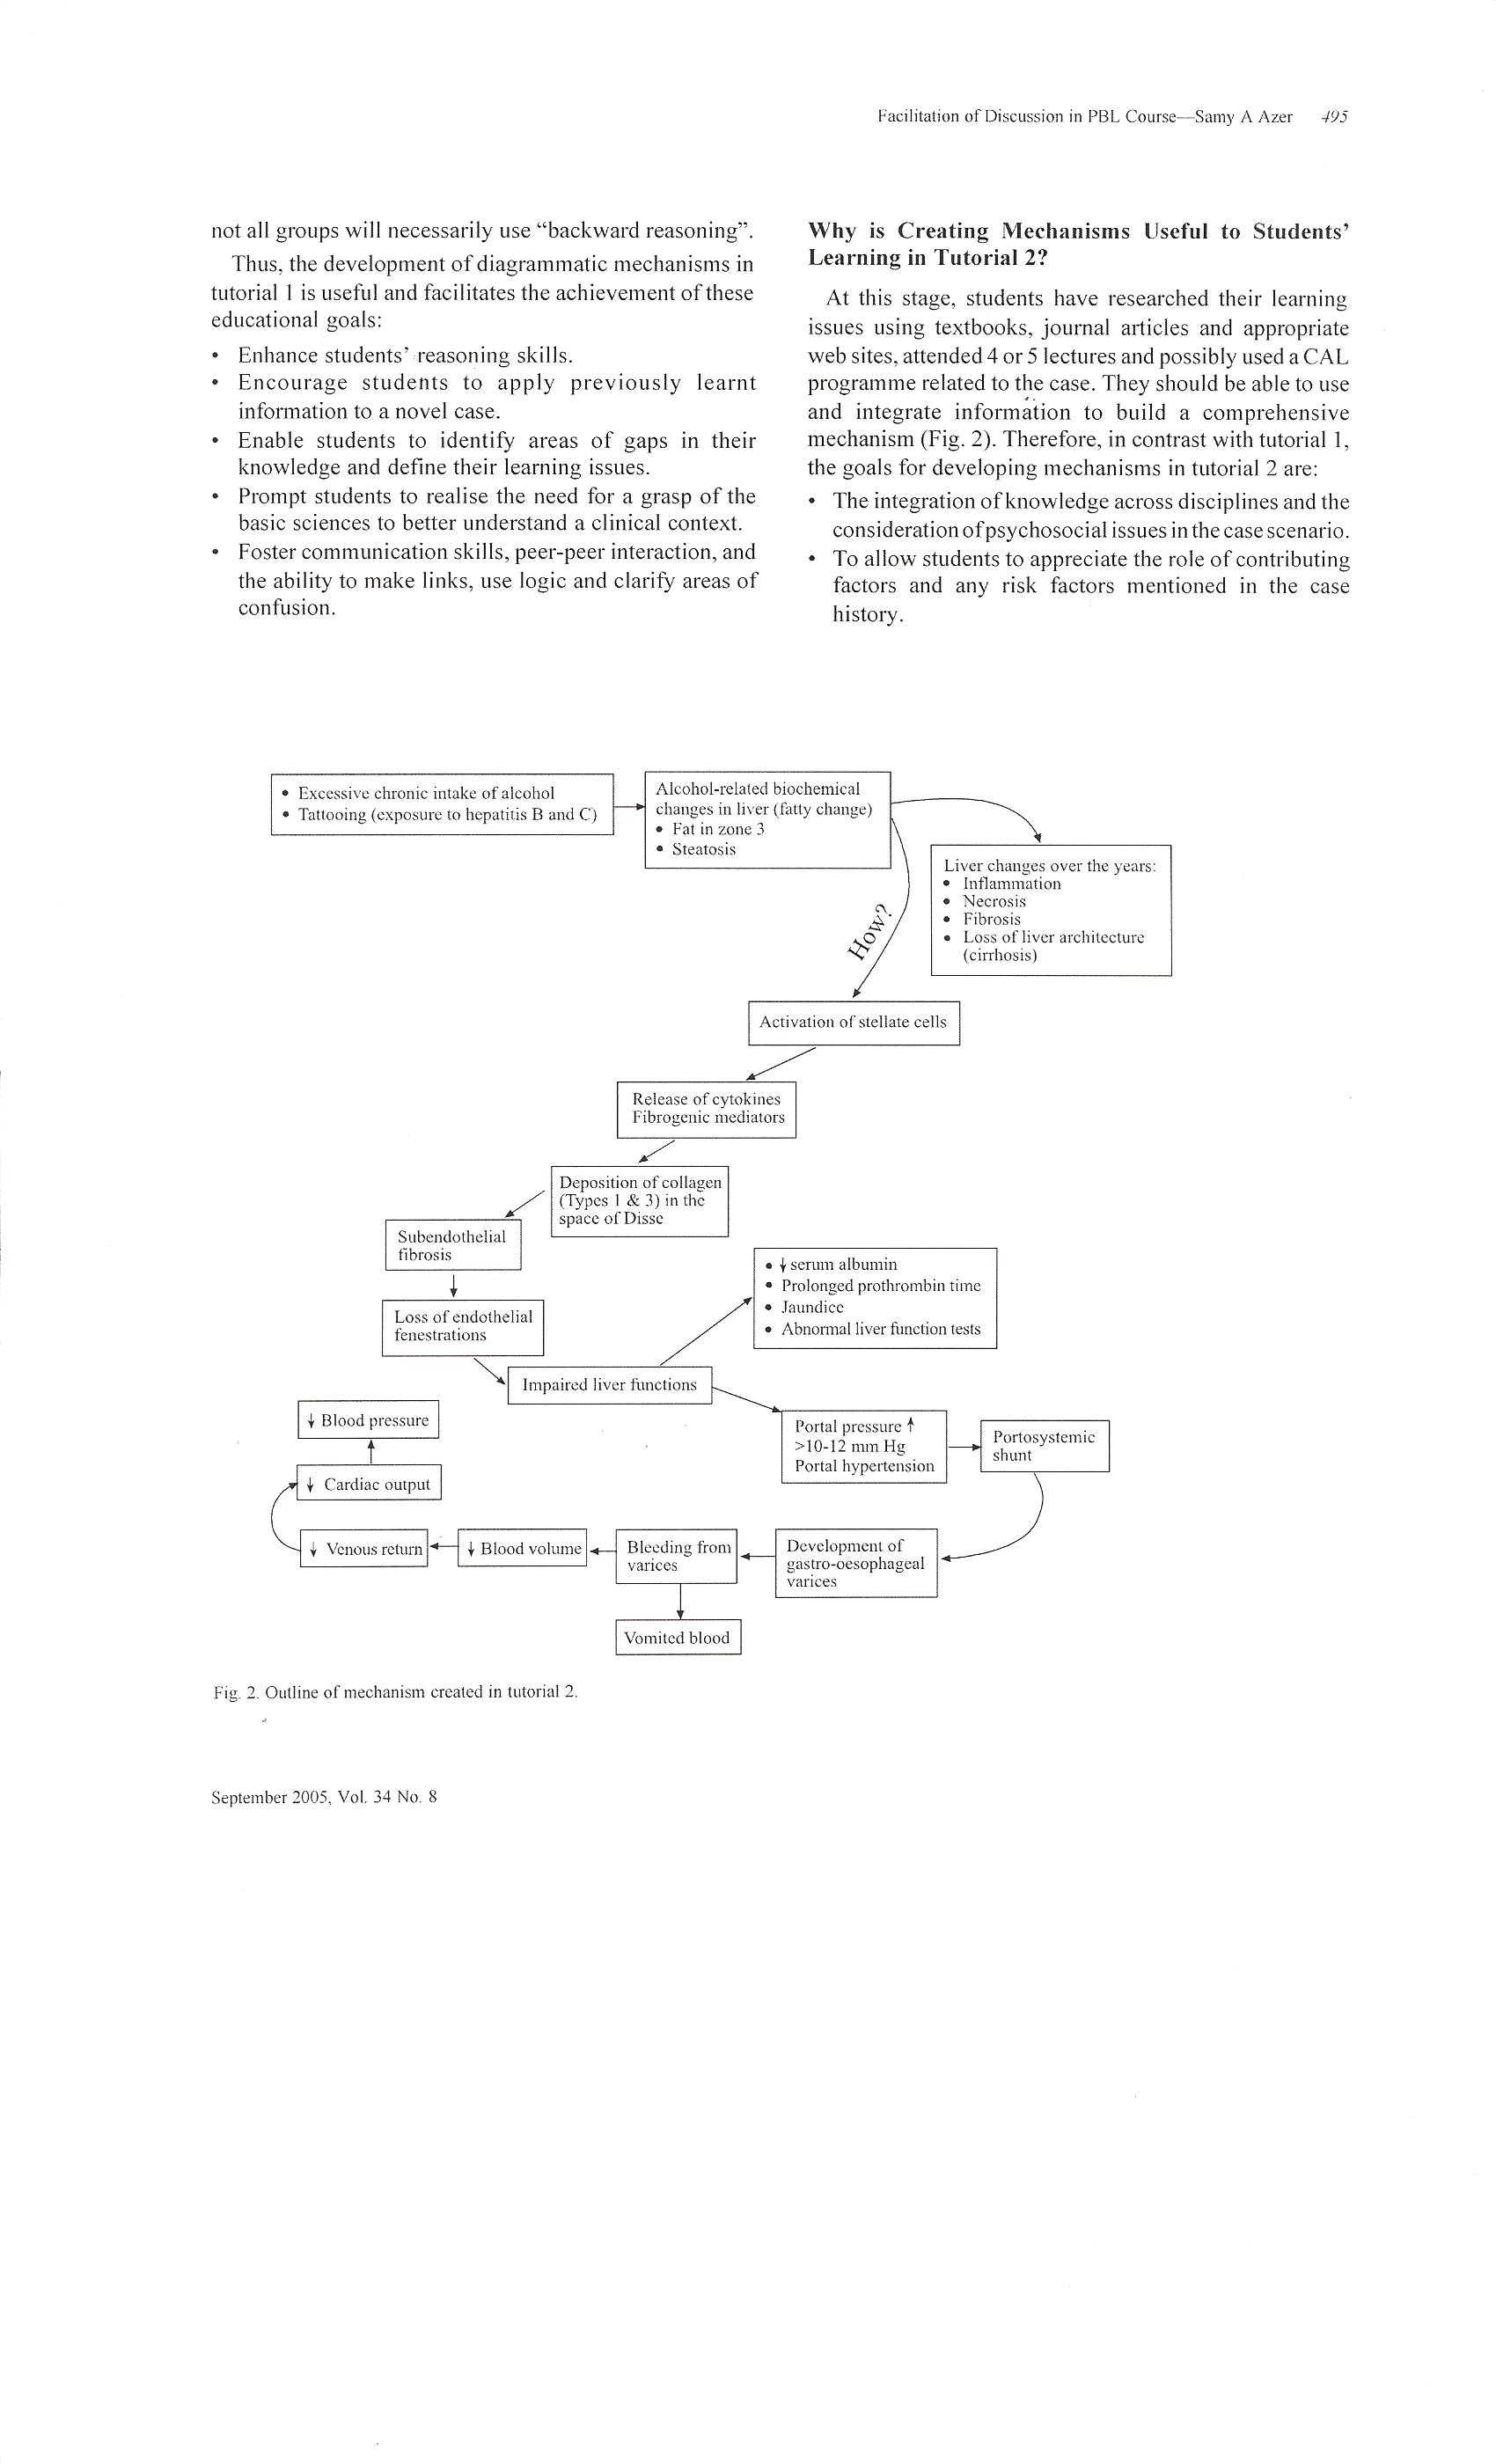 Facilitation of Discussion in PBL Course—Samy A Azer 495
not all groups will necessarily use “backward reasoning”.
Thus, the development of diagrammatic mechanisms in
tutorial 1 is useful and facilitates the achievement of these
educational goals:
• Enhance students’ reasoning skills.
• Encourage students to apply previously learnt
information to a novel case.
• Enable students to identify areas of gaps in their
knowledge and define their learning issues.
• Prompt students to realise the need for a grasp of the
basic sciences to better understand a clinical context.
• Foster communication skills, peer-peer interaction, and
the ability to make links, use logic and clarify areas of
confusion.
Why is Creating Mechanisms Useful to Students’
Learning in Tutorial 2?
At this stage, students have researched their learning
issues using textbooks, journal articles and appropriate
web sites, attended 4 or 5 lectures and possibly used a CAL
programme related to the case. They should be able to use
and integrate information to build a comprehensive
mechanism (Fig. 2). Therefore, in contrast with tutorial 1,
the goals for developing mechanisms in tutorial 2 are:
• The integration of knowledge across disciplines and the
consideration of psychosocial issues in the case scenario.
• To allow students to appreciate the role of contributing
factors and any risk factors mentioned in the case
history.
• Excessive chronic intake of alcohol
• Tattooing (exposure to hepatitis B and C)
Alcohol-related biochemical
changes in liver (fatty change)
• Fat in zone 3
• Steatosis
Liver changes over the years:
• Inflammation
• Necrosis
• Fibrosis
• Loss of liver architecture
(cirrhosis)
How?
Activation of stellate cells
Release of cytokines
Fibrogenic mediators
Deposition of collagen
(Types 1 & 3) in the
space of Disse
Subendothelial
fibrosis
Loss of endothelial
fenestrations
• ↓ serum albumin
• Prolonged prothrombin time
• Jaundice
• Abnormal liver function tests
Impaired liver functions
Portal pressure ↑
>10-12 mm Hg
Portal hypertension
Portosystemic
shunt
↓ Blood pressure
↓ Cardiac output
↓ Venous return
↓ Blood volume
Bleeding from
varices
Development of
gastro-oesophageal
varices
Vomited blood
Fig. 2. Outline of mechanism created in tutorial 2.
September 2005, Vol. 34 No. 8